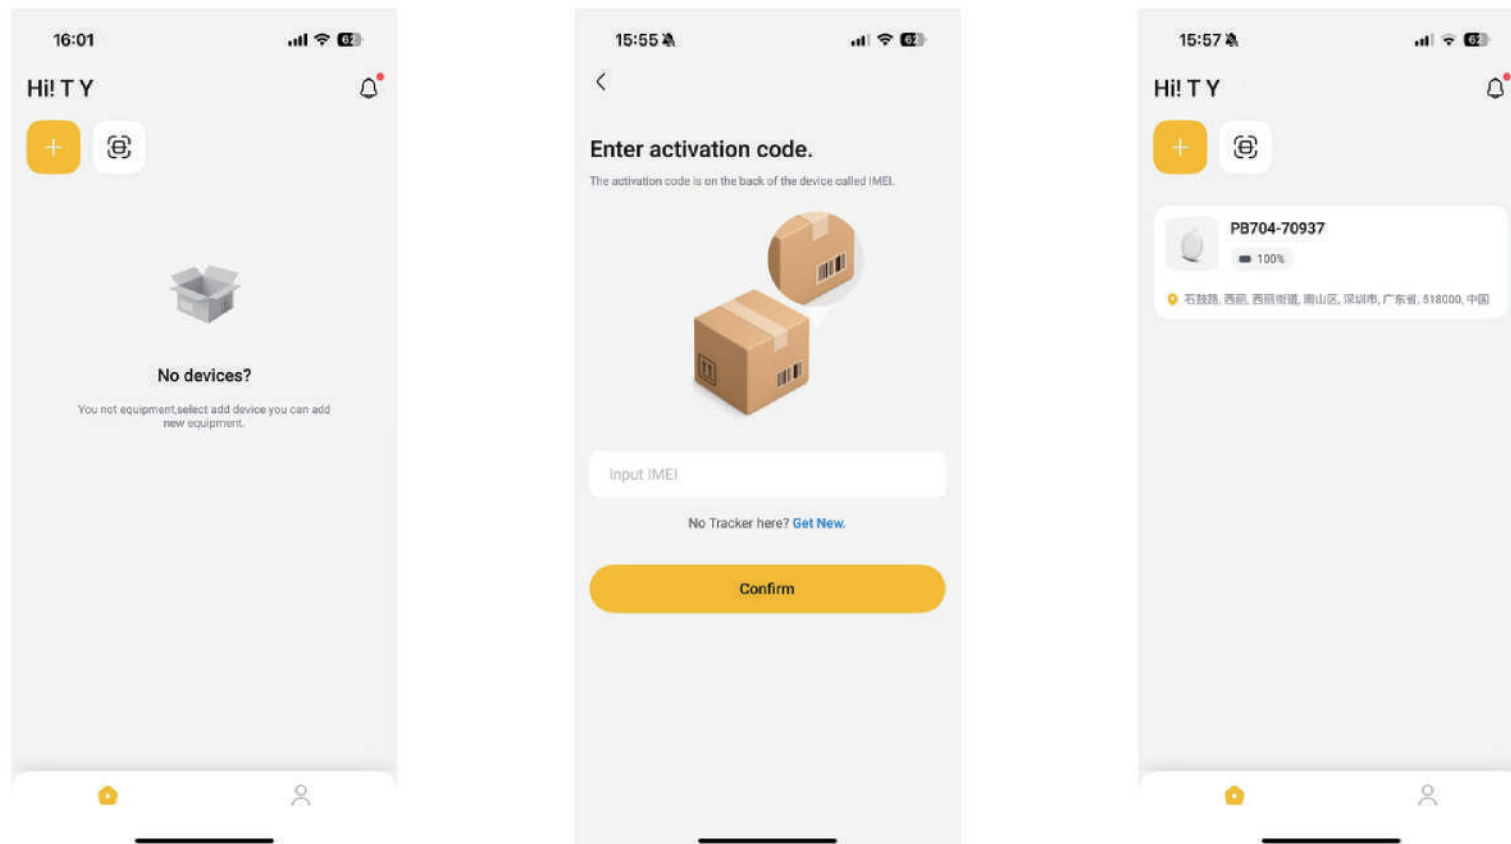 16:01
62
Hi! T Y
No devices?
You not equipment,select add device you can add
new equipment.
15:55
62
Enter activation code.
The activation code is on the back of the device called IMEI.
Input IMEI
No Tracker here? Get New.
Confirm
15:57
62
Hi! T Y
PB704-70937
100%
石鼓路, 西丽, 西丽街道, 南山区, 深圳市, 广东省, 518000, 中国